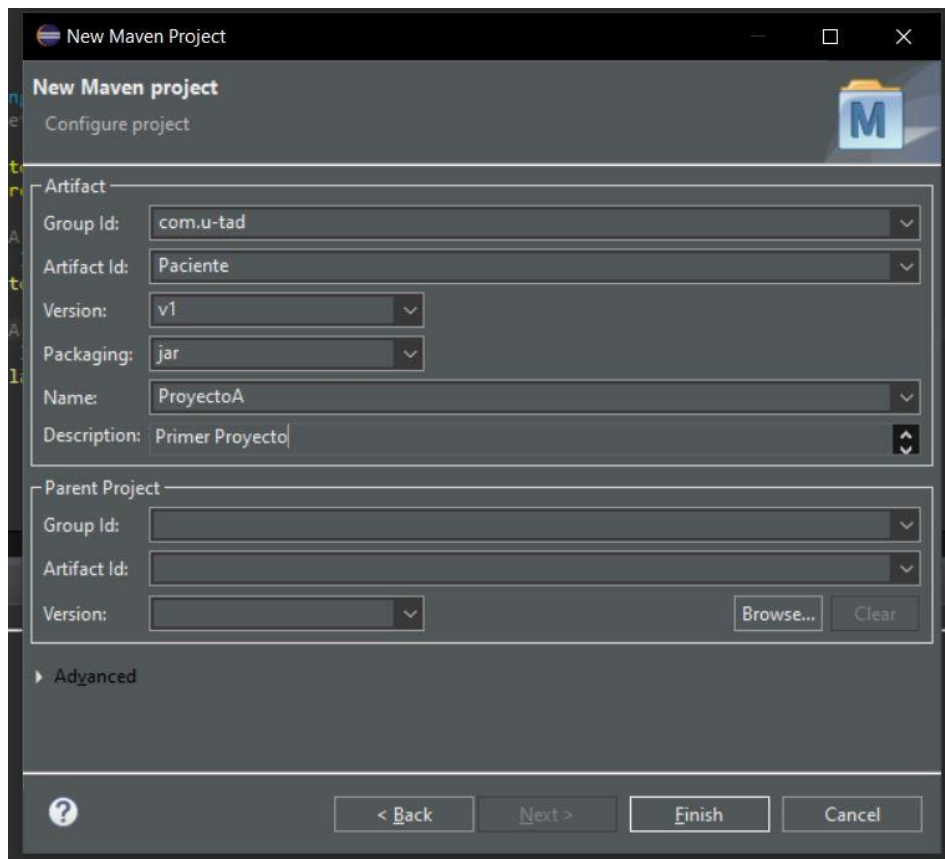 New Maven Project
New Maven project
Configure project
M
Artifact
Group Id: com.u-tad
Artifact Id: Paciente
Version: v1
Packaging: jar
Name: ProyectoA
Description: Primer Proyecto
Parent Project
Group Id:
Artifact Id:
Version: Browse... Clear
Advanced
? < Back Next > Finish Cancel